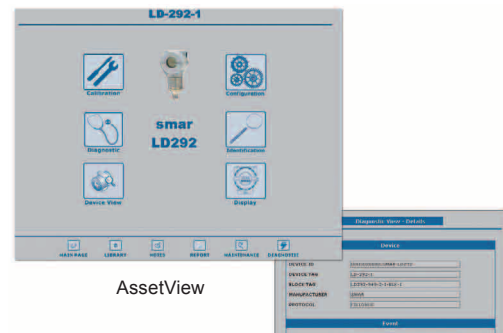 LD-292-1
Calibration
Configuration
smar
LD292
Diagnostic
Identification
Device View
Display
MAIN PAGE
LIBRARY
NOTES
REPORT
MAINTENANCE
DIAGNOSTIC
AssetView
Diagnostic View - Details
Device
DEVICE ID
DEVICE TAG
LD-292-1
BLOCK TAG
MANUFACTURER
SMAR
PROTOCOL
Event